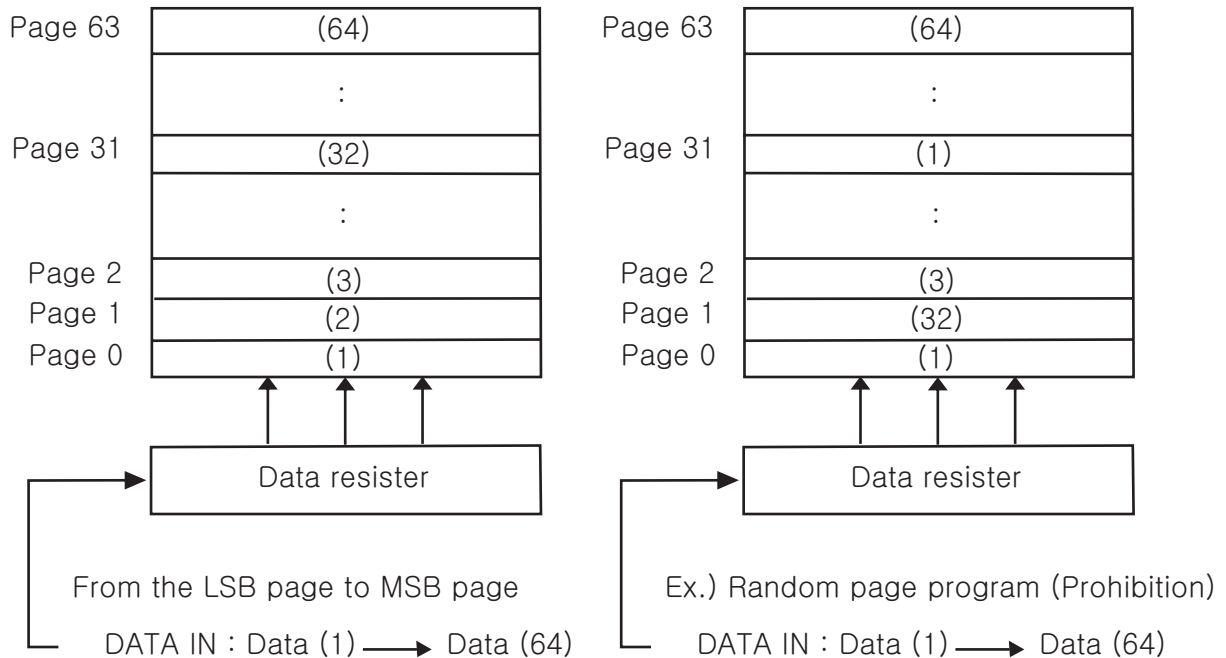 Page 63
(64)
:
Page 31
(32)
:
Page 2
(3)
Page 1
(2)
Page 0
(1)
Data resister
From the LSB page to MSB page
DATA IN : Data (1) Data (64)
Page 63
(64)
:
Page 31
(1)
:
Page 2
(3)
Page 1
(32)
Page 0
(1)
Data resister
Ex.) Random page program (Prohibition)
DATA IN : Data (1) Data (64)